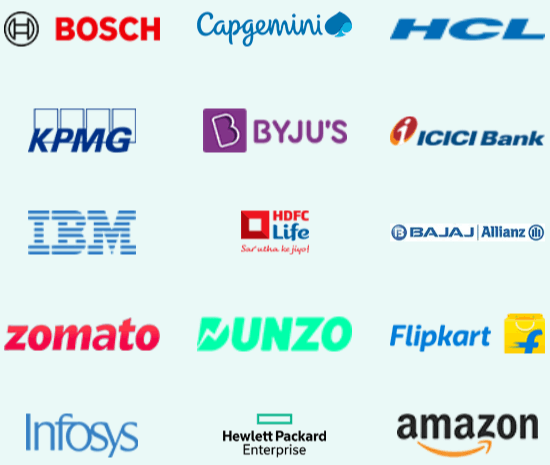 BOSCH
Capgemini
HCL
KPMG
BYJU'S
ICICI Bank
IBM
HDFC
Life
Sar utha ke jiyo!
BAJAJ Allianz
zomato
DUNZO
Flipkart
Infosys
Hewlett Packard
Enterprise
amazon